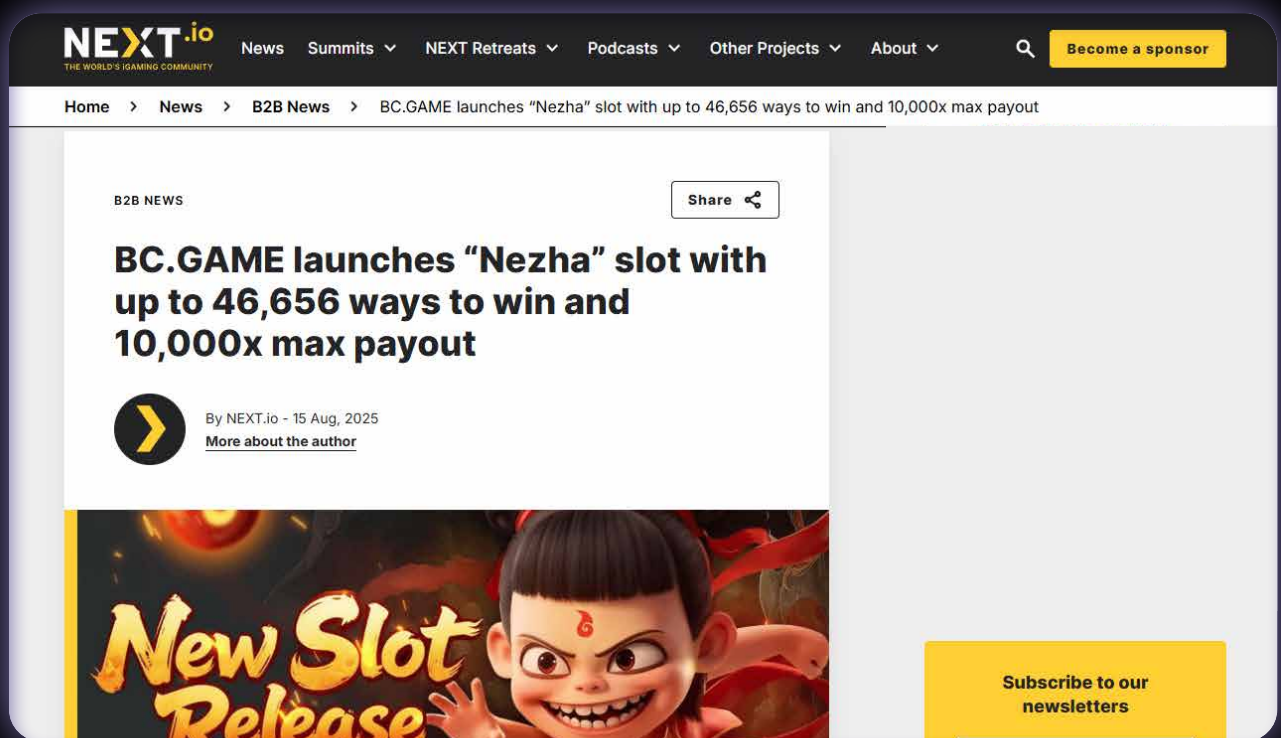 NEXT.io
THE WORLD'S iGAMING COMMUNITY
News
Summits
NEXT Retreats
Podcasts
Other Projects
About
Become a sponsor
Home > News > B2B News > BC.GAME launches “Nezha” slot with up to 46,656 ways to win and 10,000x max payout
B2B NEWS
Share
BC.GAME launches “Nezha” slot with
up to 46,656 ways to win and
10,000x max payout
By NEXT.io - 15 Aug, 2025
More about the author
New Slot
Release
Subscribe to our
newsletters